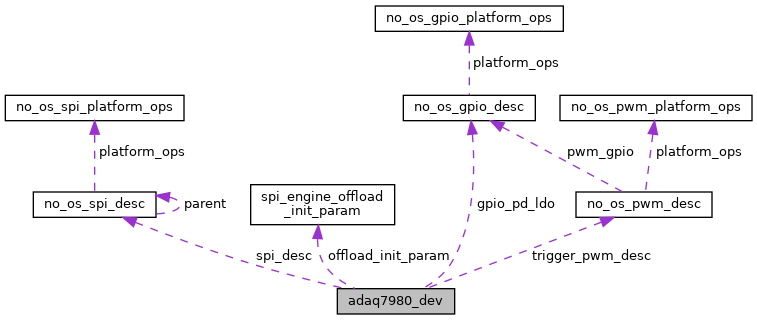 no_os_gpio_platform_ops
platform_ops
no_os_spi_platform_ops
no_os_gpio_desc
no_os_pwm_platform_ops
platform_ops
pwm_gpio
platform_ops
no_os_spi_desc
parent
spi_engine_offload
_init_param
gpio_pd_ldo
no_os_pwm_desc
spi_desc
offload_init_param
trigger_pwm_desc
adaq7980_dev